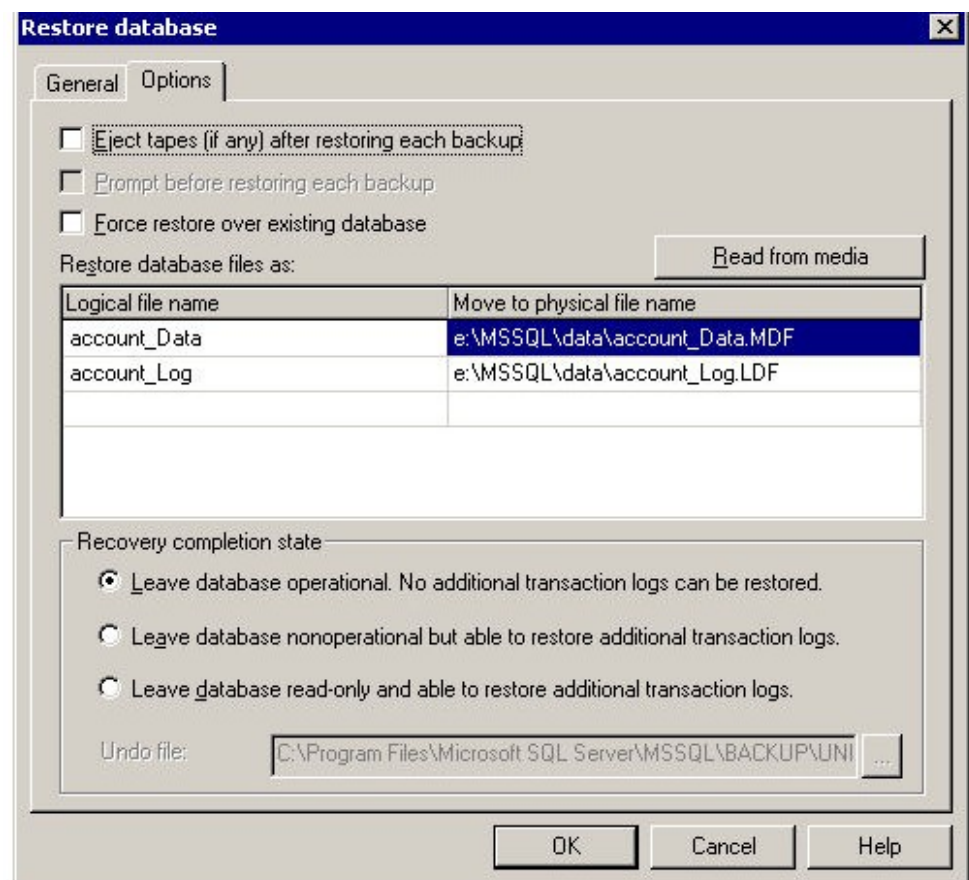 Restore database
General Options
Eject tapes (if any) after restoring each backup
Prompt before restoring each backup
Force restore over existing database
Restore database files as:
Read from media
Logical file name Move to physical file name
account_Data e:\MSSQL\data\account_Data.MDF
account_Log e:\MSSQL\data\account_Log.LDF
Recovery completion state
Leave database operational. No additional transaction logs can be restored.
Leave database nonoperational but able to restore additional transaction logs.
Leave database read-only and able to restore additional transaction logs.
Undo file: C:\Program Files\Microsoft SQL Server\MSSQL\BACKUP\UNI ...
OK Cancel Help